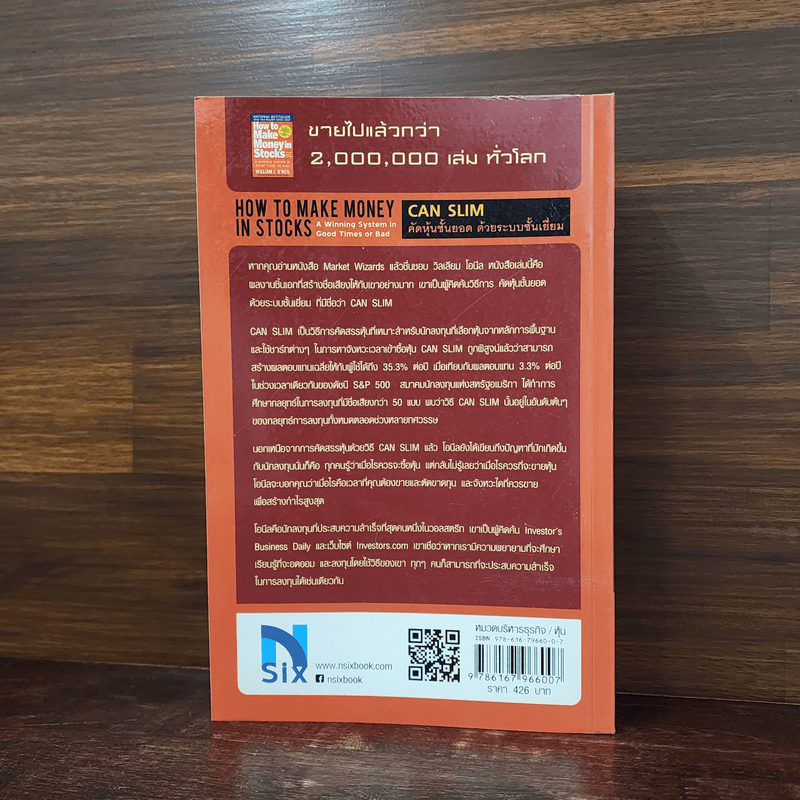 NATIONAL BESTSELLER
How to
Make
Money in
Stocks
A WINNING SYSTEM IN
GOOD TIMES OR BAD
WILLIAM J. O'NEIL
ขายไปแล้วกว่า
2,000,000 เล่ม ทั่วโลก
HOW TO MAKE MONEY
IN STOCKS
A Winning System in
Good Times or Bad
CAN SLIM
คัดหุ้นชั้นยอด ด้วยระบบชั้นเยี่ยม
หากคุณอ่านหนังสือ Market Wizards แล้วชื่นชอบ วิลเลียม โอนีล หนังสือเล่มนี้คือ
ผลงานชิ้นเอกที่สร้างชื่อเสียงให้กับเขาอย่างมาก เขาเป็นผู้คิดค้นวิธีการ คัดหุ้นชั้นยอด
ด้วยระบบชั้นเยี่ยม ที่มีชื่อว่า CAN SLIM
CAN SLIM เป็นวิธีการคัดสรรหุ้นที่เหมาะสำหรับนักลงทุนที่เลือกหุ้นจากหลักการพื้นฐาน
และใช้ชาร์ทต่างๆ ในการหาจังหวะเวลาเข้าซื้อหุ้น CAN SLIM ถูกพิสูจน์แล้วว่าสามารถ
สร้างผลตอบแทนเฉลี่ยให้กับผู้ใช้ได้ถึง 35.3% ต่อปี เมื่อเทียบกับผลตอบแทน 3.3% ต่อปี
ในช่วงเวลาเดียวกันของดัชนี S&P 500 สมาคมนักลงทุนแห่งสหรัฐอเมริกา ได้ทำการ
ศึกษากลยุทธ์ในการลงทุนที่มีชื่อเสียงกว่า 50 แบบ พบว่าวิธี CAN SLIM นั้นอยู่ในอันดับต้นๆ
ของกลยุทธ์การลงทุนทั้งหมดตลอดช่วงหลายทศวรรษ
นอกเหนือจากการคัดสรรหุ้นด้วยวิธี CAN SLIM แล้ว โอนีลยังได้เขียนถึงปัญหาที่มักเกิดขึ้น
กับนักลงทุนนั่นก็คือ ทุกคนรู้ว่าเมื่อไรควรจะซื้อหุ้น แต่กลับไม่รู้เลยว่าเมื่อไรควรที่จะขายหุ้น
โอนีลจะบอกคุณว่าเมื่อไรคือเวลาที่คุณต้องขายและตัดขาดทุน และจังหวะใดที่ควรขาย
เพื่อสร้างกำไรสูงสุด
โอนีลคือนักลงทุนที่ประสบความสำเร็จที่สุดคนหนึ่งในวอลสตรีท เขาเป็นผู้คิดค้น Investor's
Business Daily และเว็บไซต์ Investors.com เขาเชื่อว่าหากเรามีความพยายามที่จะศึกษา
เรียนรู้ที่จะอดออม และลงทุนโดยใช้วิธีของเขา ทุกๆ คนก็สามารถที่จะประสบความสำเร็จ
ในการลงทุนได้เช่นเดียวกัน
N
Six
www.nsixbook.com
nsixbook
หมวดบริหารธุรกิจ / หุ้น
ISBN 978-616-79660-0-7
9 786167 966007
ราคา 426 บาท